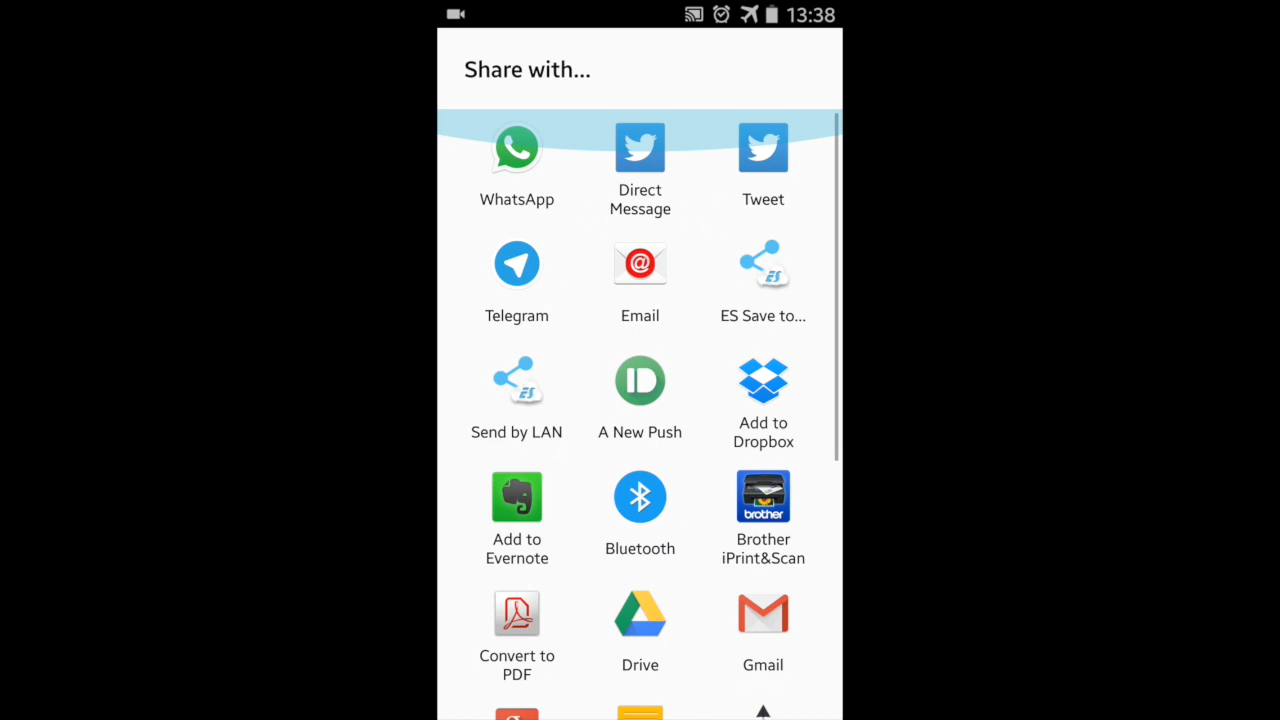 13:38
Share with...
WhatsApp
Direct
Message
Tweet
Telegram
Email
ES Save to...
ES
Send by LAN
ES
A New Push
Add to
Dropbox
Add to
Evernote
Bluetooth
brother
Brother
iPrint&Scan
Convert to
PDF
Drive
Gmail